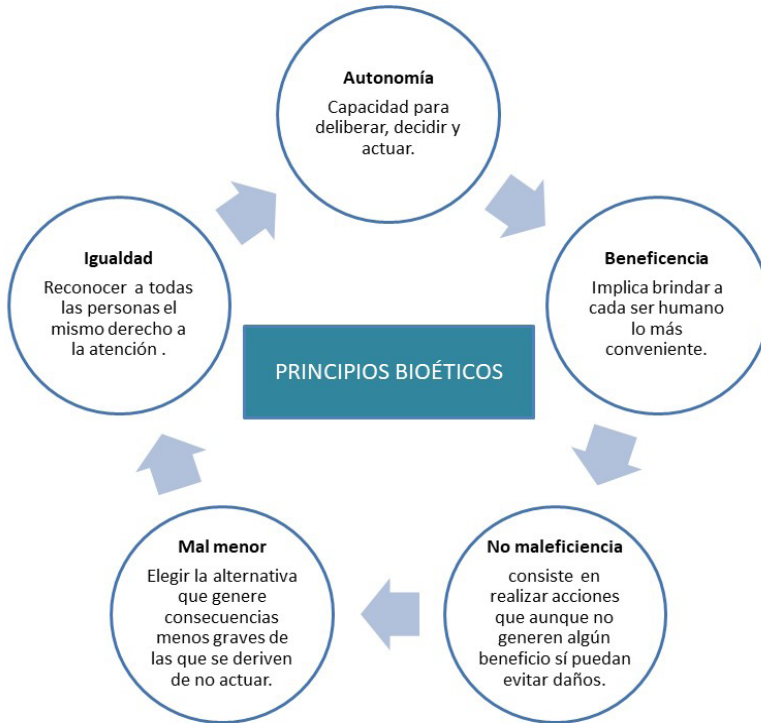 Autonomía
Capacidad para
deliberar, decidir y
actuar.
Beneficencia
Implica brindar a
cada ser humano
lo más
conveniente.
No maleficiencia
consiste en
realizar acciones
que aunque no
generen algún
beneficio sí puedan
evitar daños.
Mal menor
Elegir la alternativa
que genere
consecuencias
menos graves de
las que se deriven
de no actuar.
Igualdad
Reconocer a todas
las personas el
mismo derecho a
la atención .
PRINCIPIOS BIOÉTICOS